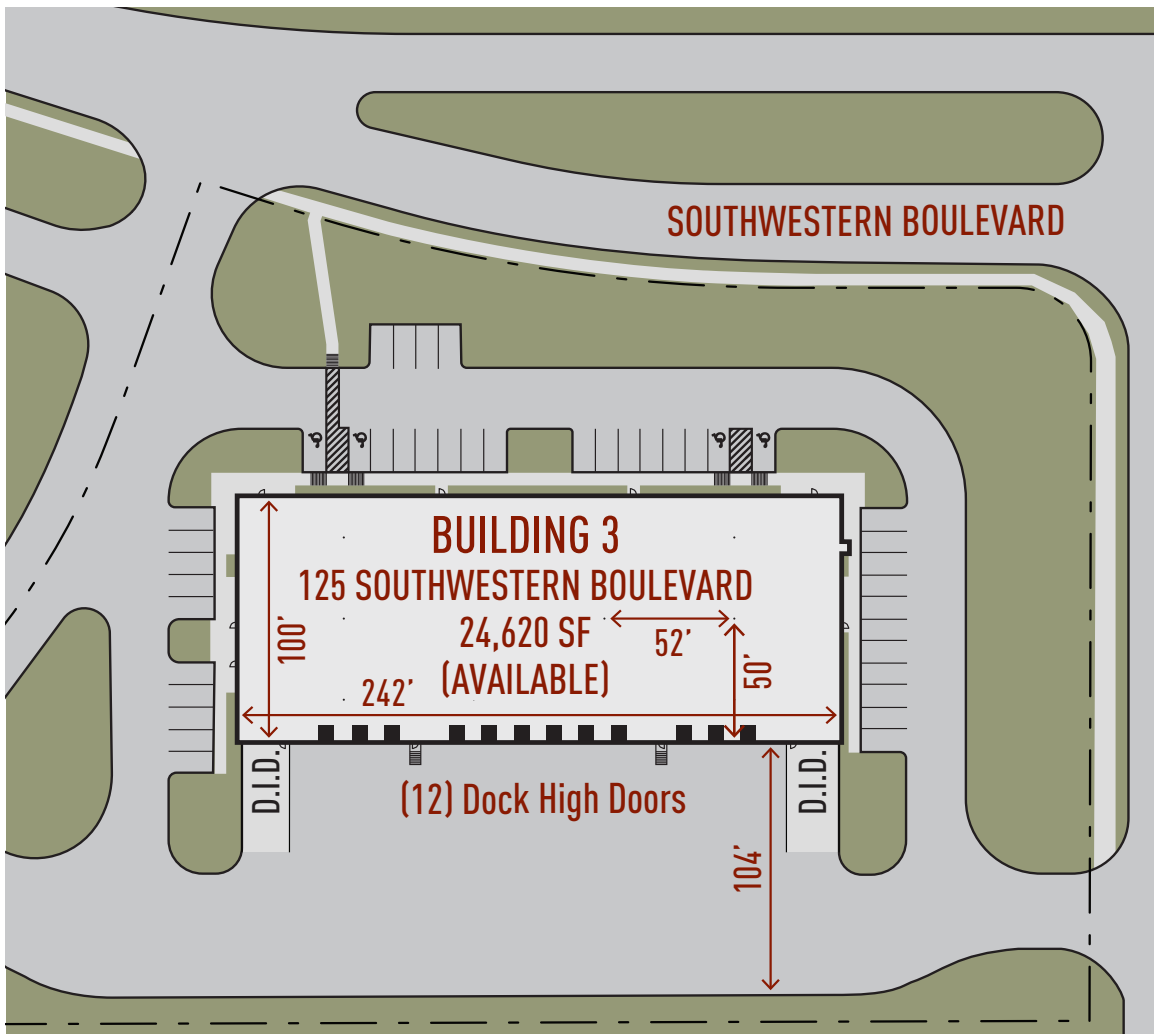 SOUTHWESTERN BOULEVARD
BUILDING 3
125 SOUTHWESTERN BOULEVARD
24,620 SF
(AVAILABLE)
100’
52’
50’
242’
D.I.D.
(12) Dock High Doors
D.I.D.
104’